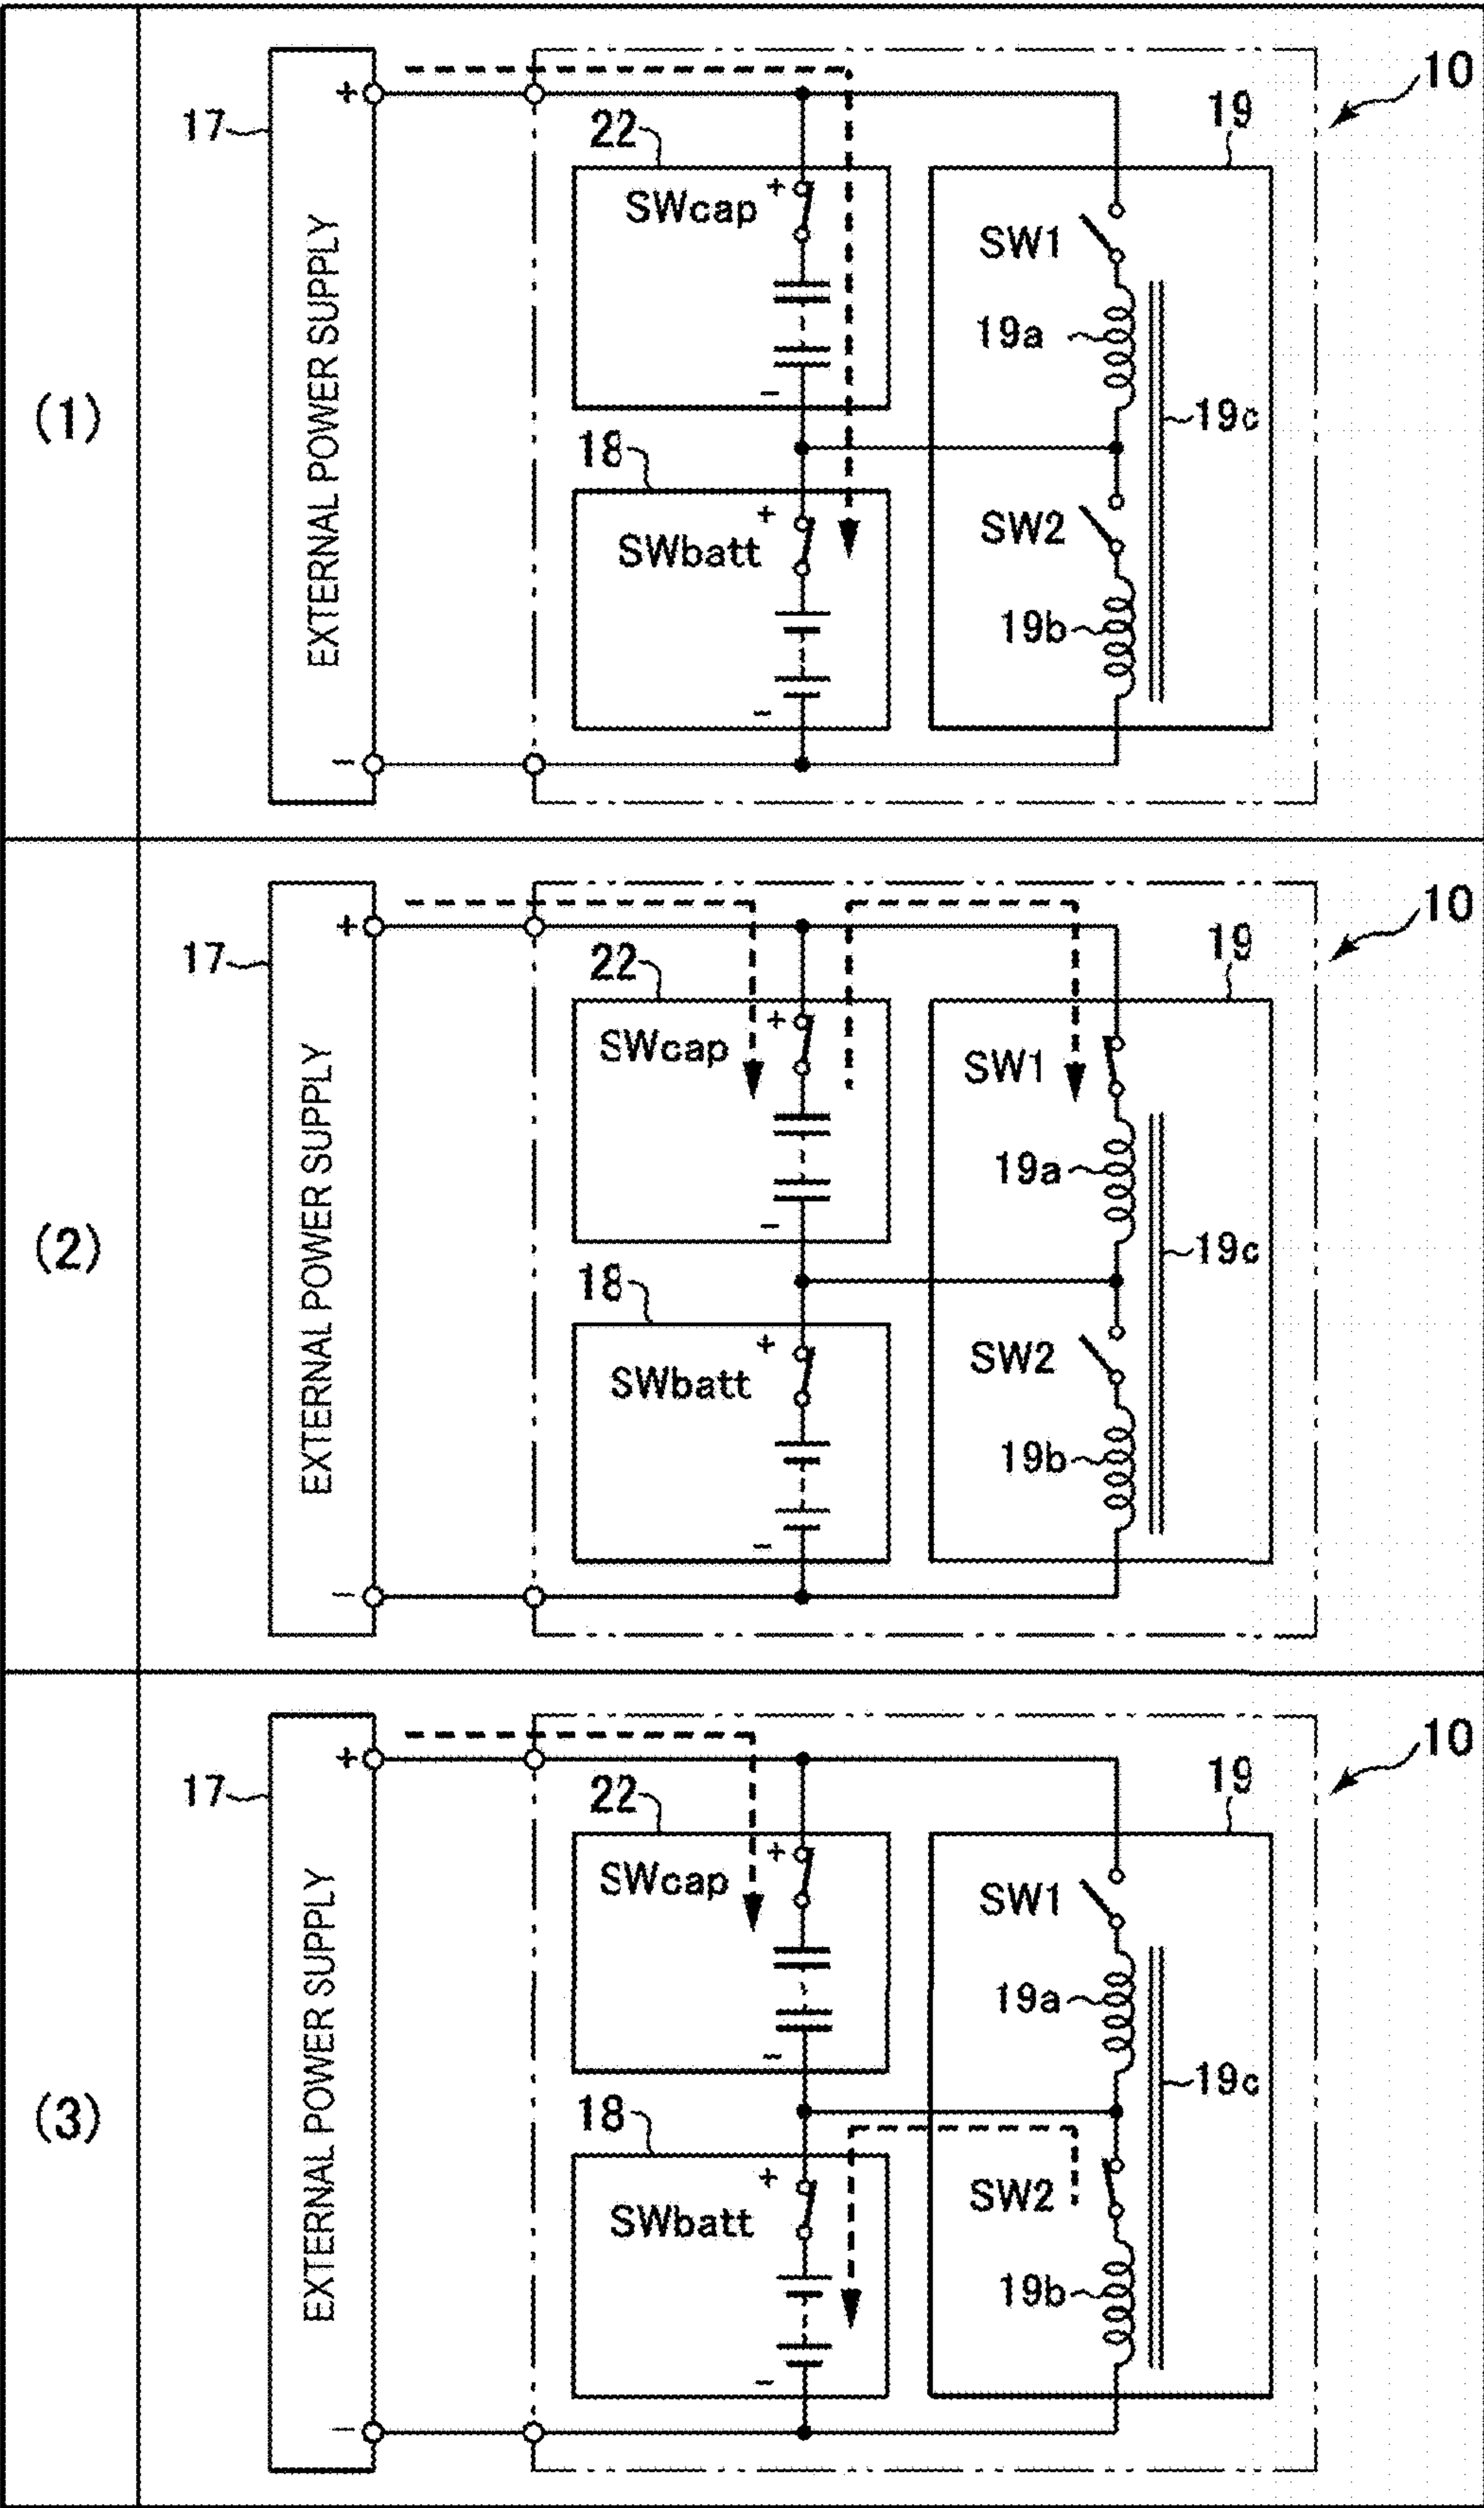 (1)
10
17
EXTERNAL POWER SUPPLY
+
−
22
19
SWcap
+
−
SW1
19a
19c
18
SWbatt
+
−
SW2
19b
(2)
10
17
EXTERNAL POWER SUPPLY
+
−
22
19
SWcap
+
−
SW1
19a
19c
18
SWbatt
+
−
SW2
19b
(3)
10
17
EXTERNAL POWER SUPPLY
+
−
22
19
SWcap
+
−
SW1
19a
19c
18
SWbatt
+
−
SW2
19b